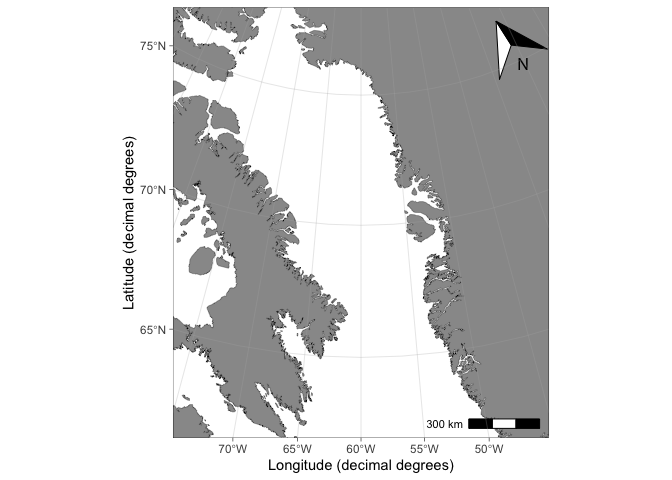 75°N
N
70°N
65°N
Latitude (decimal degrees)
300 km
70°W 65°W 60°W 55°W 50°W
Longitude (decimal degrees)